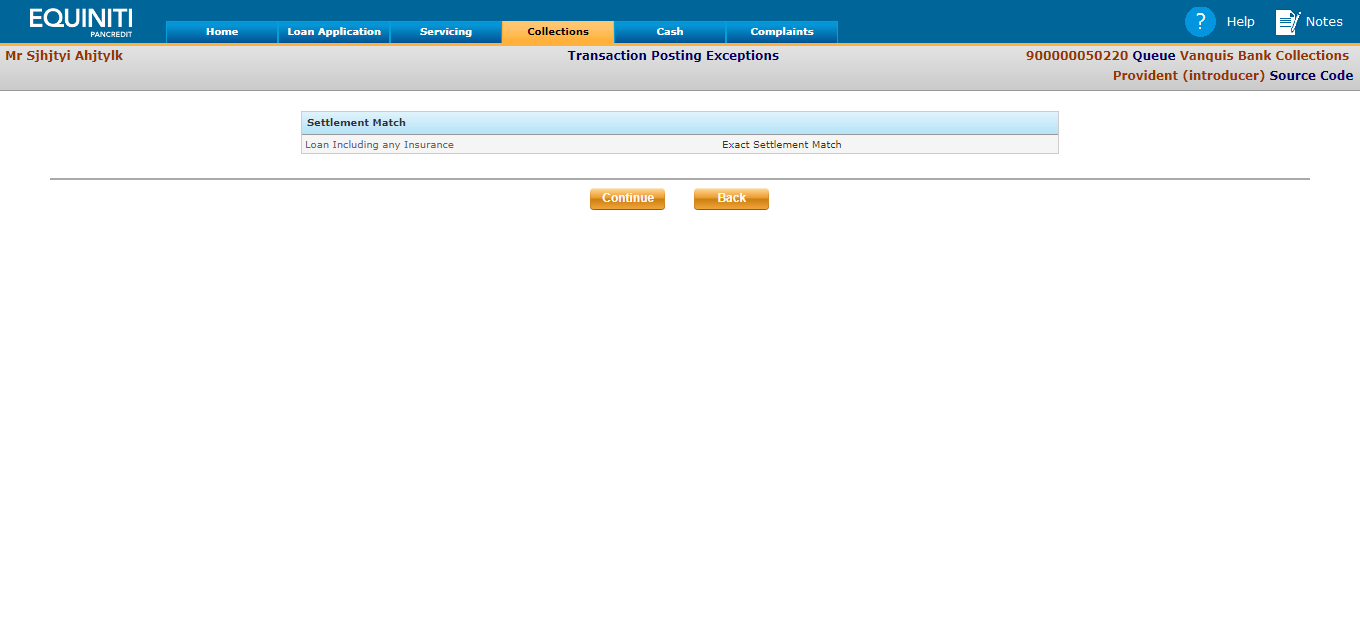 EQUINITI
PANCREDIT
Home Loan Application Servicing Collections Cash Complaints
? Help Notes
Mr Sjhjtyi Ahjtylk Transaction Posting Exceptions 900000050220 Queue Vanquis Bank Collections
Provident (introducer) Source Code
Settlement Match
Loan Including any Insurance Exact Settlement Match
Continue Back